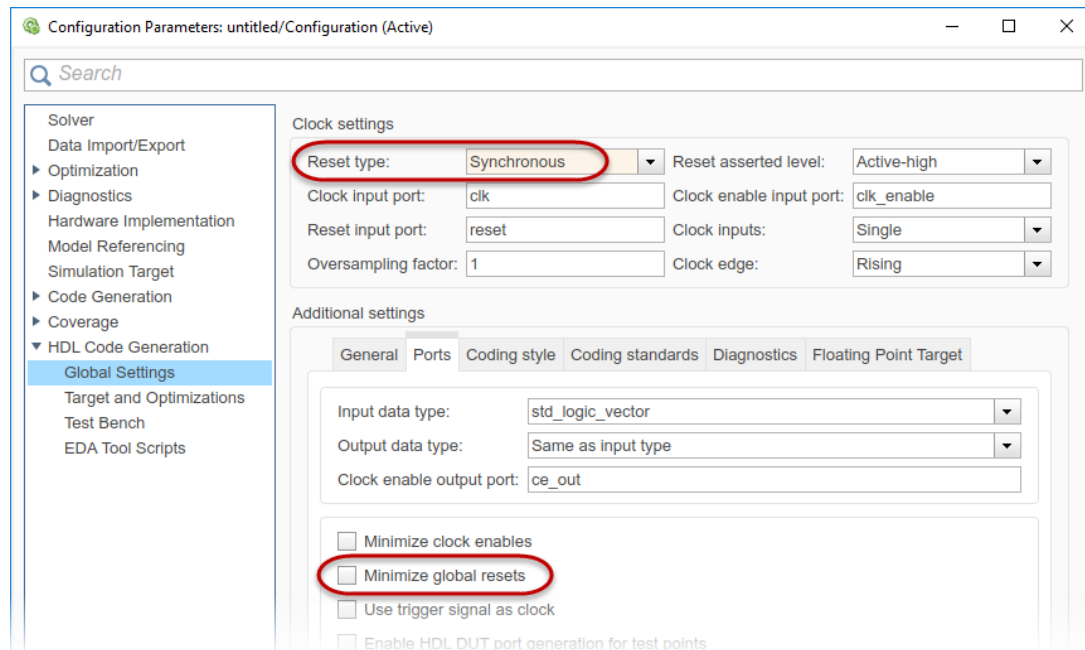 Configuration Parameters: untitled/Configuration (Active)
Search
Solver
Data Import/Export
Optimization
Diagnostics
Hardware Implementation
Model Referencing
Simulation Target
Code Generation
Coverage
HDL Code Generation
Global Settings
Target and Optimizations
Test Bench
EDA Tool Scripts
Clock settings
Reset type: Synchronous Reset asserted level: Active-high
Clock input port: clk Clock enable input port: clk_enable
Reset input port: reset Clock inputs: Single
Oversampling factor: 1 Clock edge: Rising
Additional settings
General Ports Coding style Coding standards Diagnostics Floating Point Target
Input data type: std_logic_vector
Output data type: Same as input type
Clock enable output port: ce_out
Minimize clock enables
Minimize global resets
Use trigger signal as clock
Enable HDL DUT port generation for test points